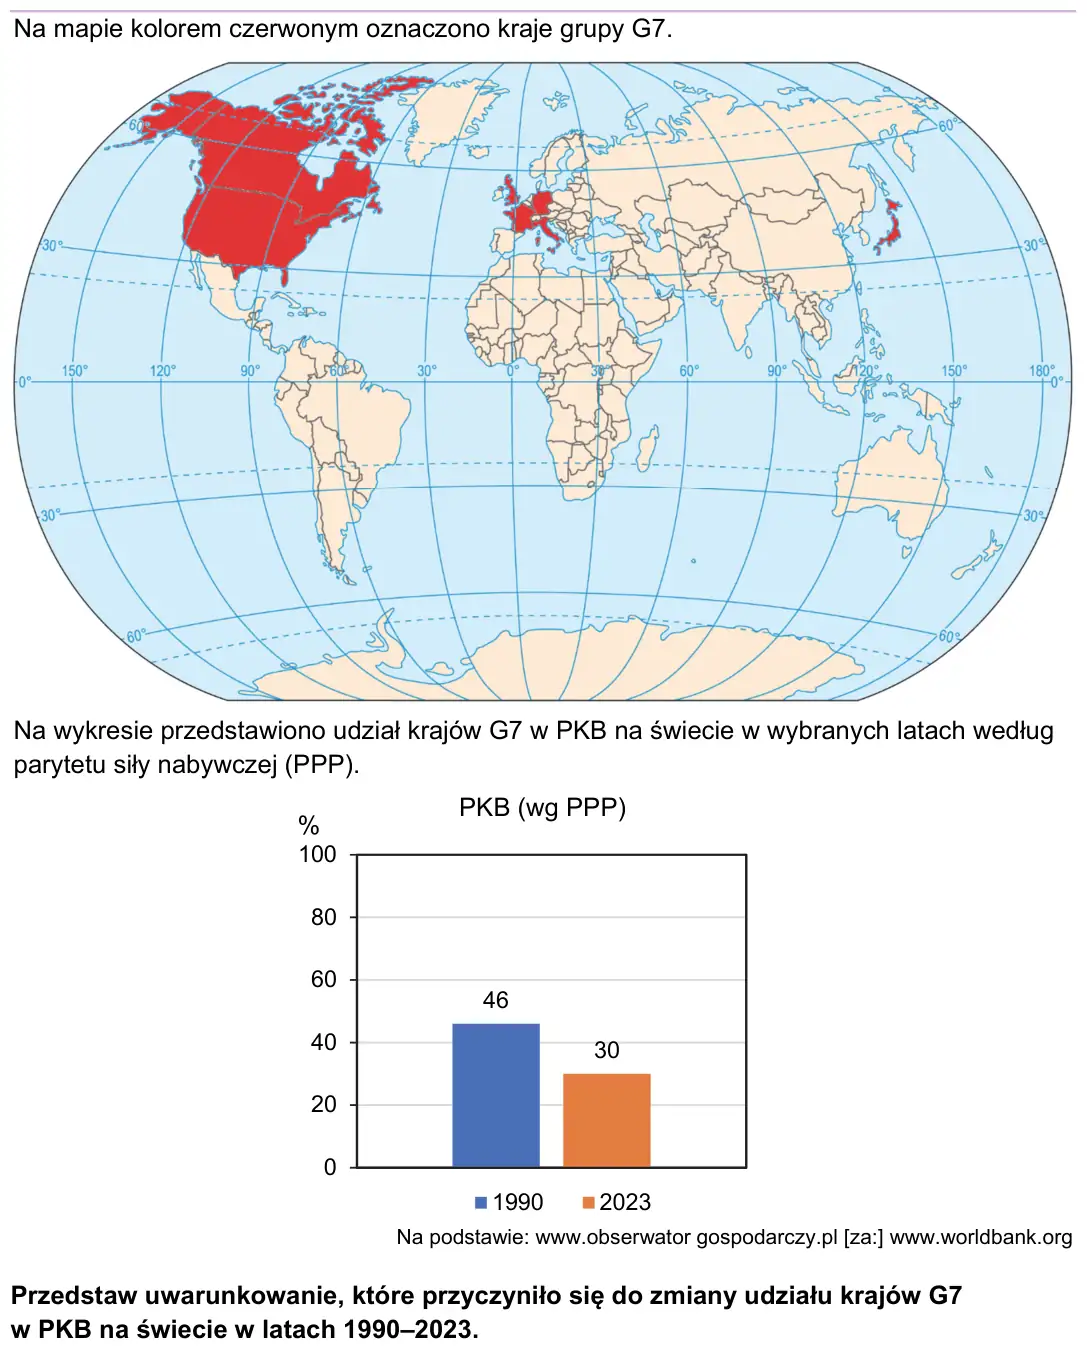 Na mapie kolorem czerwonym oznaczono kraje grupy G7.
60° 60°
30° 30°
150° 120° 90° 60° 30° 0° 30° 60° 90° 120° 150° 180°
0° 0°
30° 30°
60° 60°
Na wykresie przedstawiono udział krajów G7 w PKB na świecie w wybranych latach według
parytetu siły nabywczej (PPP).
PKB (wg PPP)
%
100
80
60
46
40
30
20
0
1990 2023
Na podstawie: www.obserwator gospodarczy.pl [za:] www.worldbank.org
Przedstaw uwarunkowanie, które przyczyniło się do zmiany udziału krajów G7
w PKB na świecie w latach 1990–2023.